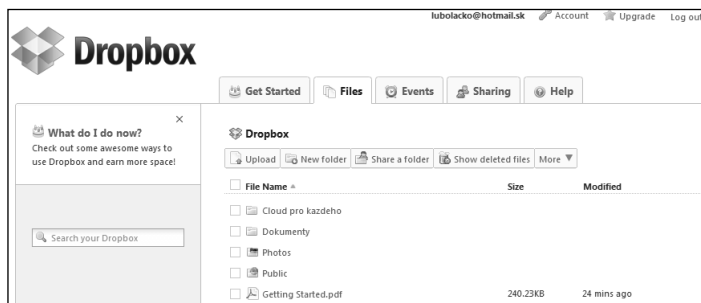 lubolacko@hotmail.sk Account Upgrade Log out
Dropbox
Get Started Files Events Sharing Help
What do I do now?
Check out some awesome ways to
use Dropbox and earn more space!
Search your Dropbox
Dropbox
Upload New folder Share a folder Show deleted files More
File Name Size Modified
Cloud pro kazdeho
Dokumenty
Photos
Public
Getting Started.pdf 240.23KB 24 mins ago